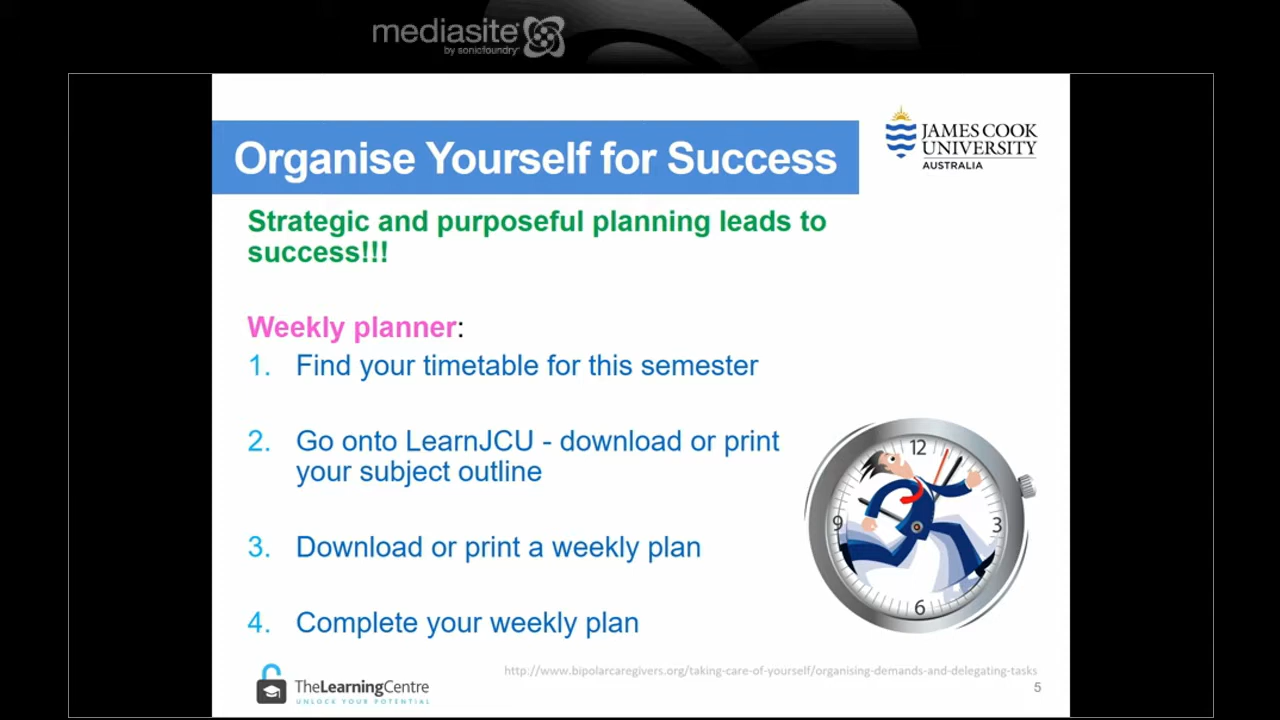 mediasite
by sonicfoundry
Organise Yourself for Success
JAMES COOK
UNIVERSITY
AUSTRALIA
Strategic and purposeful planning leads to
success!!!
Weekly planner:
1. Find your timetable for this semester
2. Go onto LearnJCU - download or print
your subject outline
3. Download or print a weekly plan
4. Complete your weekly plan
12
9
3
6
http://www.bipolarcaregivers.org/taking-care-of-yourself/organising-demands-and-delegating-tasks
TheLearningCentre
UNLOCK YOUR POTENTIAL
5